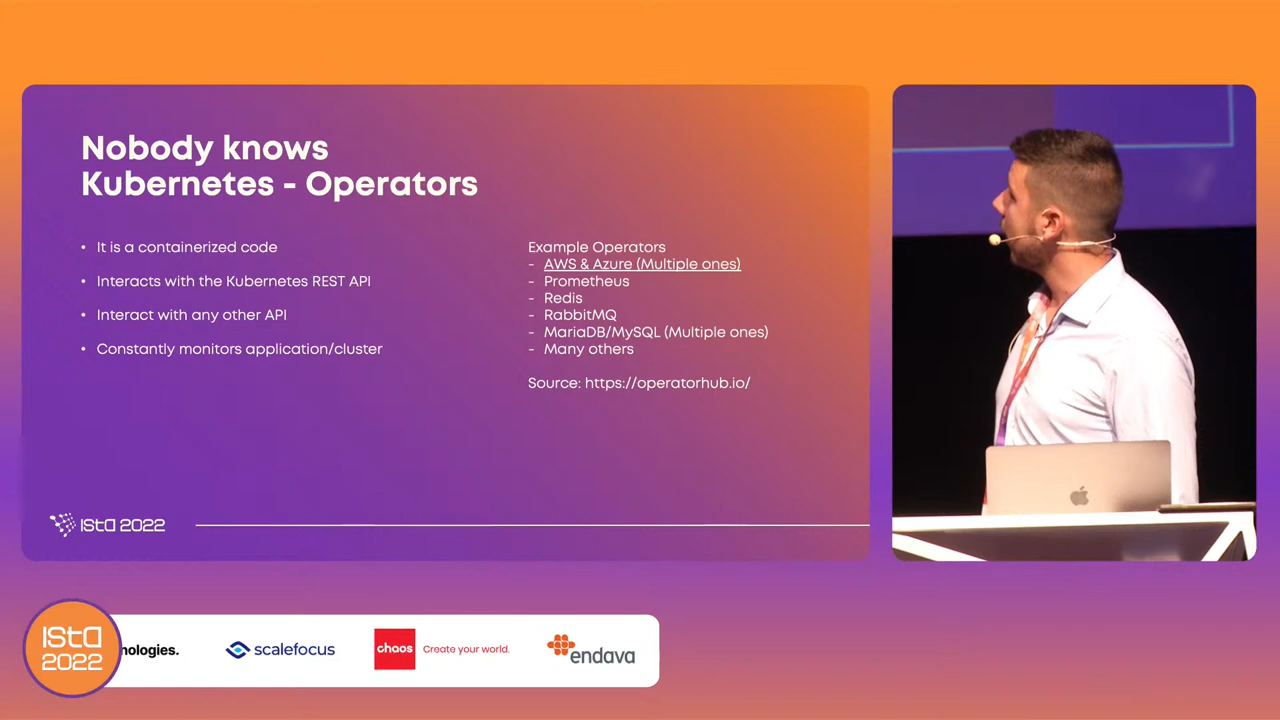 Nobody knows
Kubernetes - Operators
• It is a containerized code
• Interacts with the Kubernetes REST API
• Interact with any other API
• Constantly monitors application/cluster
Example Operators
- AWS & Azure (Multiple ones)
- Prometheus
- Redis
- RabbitMQ
- MariaDB/MySQL (Multiple ones)
- Many others
Source: https://operatorhub.io/
ISTA 2022
ISTA
2022
nologies.
scalefocus
chaos
Create your world.
endava